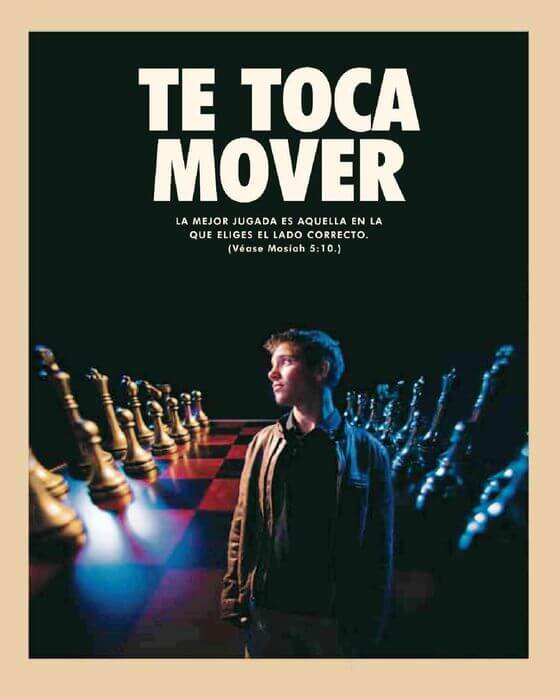 TE TOCA
MOVER
LA MEJOR JUGADA ES AQUELLA EN LA
QUE ELIGES EL LADO CORRECTO.
(Véase Mosíah 5:10.)